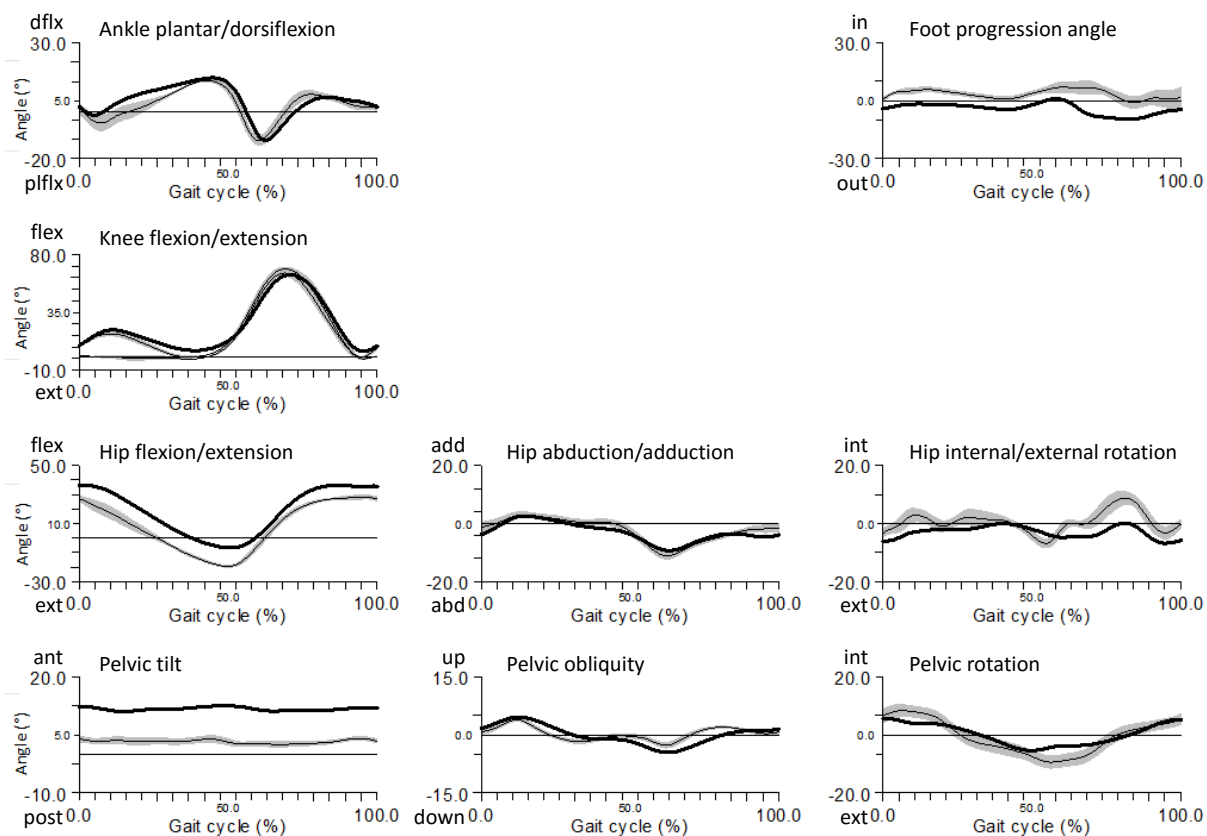 dflx Ankle plantar/dorsiflexion
30.0
5.0
Angle (°)
-20.0
plflx 0.0 50.0 100.0
Gait cycle (%)
in Foot progression angle
30.0
0.0
-30.0
out 0.0 50.0 100.0
Gait cycle (%)
flex Knee flexion/extension
80.0
35.0
Angle (°)
-10.0
ext 0.0 50.0 100.0
Gait cycle (%)
flex Hip flexion/extension
50.0
10.0
Angle (°)
-30.0
ext 0.0 50.0 100.0
Gait cycle (%)
add Hip abduction/adduction
20.0
0.0
-20.0
abd 0.0 50.0 100.0
Gait cycle (%)
int Hip internal/external rotation
20.0
0.0
-20.0
ext 0.0 50.0 100.0
Gait cycle (%)
ant Pelvic tilt
20.0
5.0
Angle (°)
-10.0
post 0.0 50.0 100.0
Gait cycle (%)
up Pelvic obliquity
15.0
0.0
-15.0
down 0.0 50.0 100.0
Gait cycle (%)
int Pelvic rotation
20.0
0.0
-20.0
ext 0.0 50.0 100.0
Gait cycle (%)